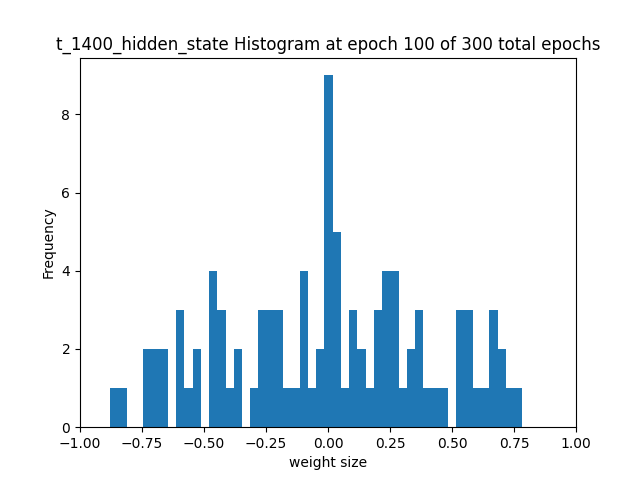 t_1400_hidden_state Histogram at epoch 100 of 300 total epochs
Frequency
8
6
4
2
0
−1.00 −0.75 −0.50 −0.25 0.00 0.25 0.50 0.75 1.00
weight size